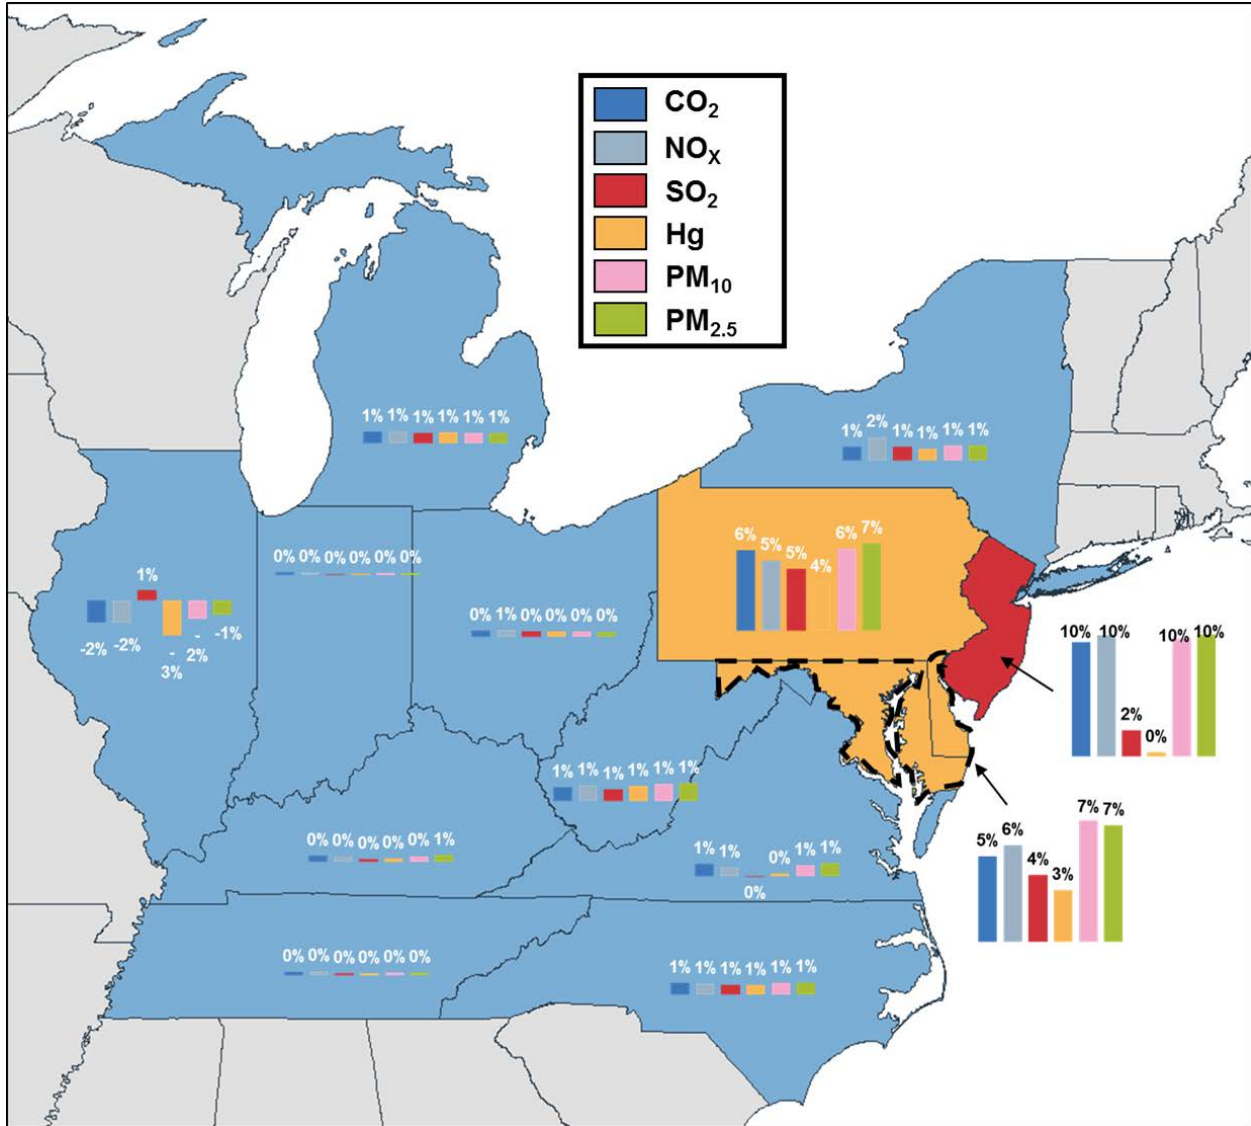 CO₂
NOₓ
SO₂
Hg
PM₁₀
PM₂.₅
1% 1% 1% 1% 1% 1%
1% 2% 1% 1% 1% 1%
6% 5% 5% 4% 6% 7%
0% 0% 0% 0% 0% 0%
1%
-2% -2% - 3% - 2% -1%
0% 1% 0% 0% 0% 0%
10% 10% 2% 0% 10% 10%
1% 1% 1% 1% 1% 1%
5% 6% 4% 3% 7% 7%
0% 0% 0% 0% 0% 1%
1% 1% 0% 0% 1% 1%
0% 0% 0% 0% 0% 0%
1% 1% 1% 1% 1% 1%